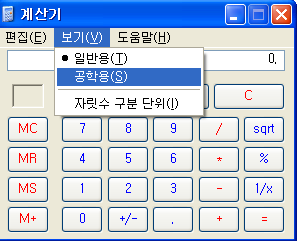 계산기
편집(E) 보기(V) 도움말(H)
일반용(T)
0.
공학용(S)
C
자릿수 구분 단위(I)
MC 7 8 9 / sqrt
MR 4 5 6 * %
MS 1 2 3 - 1/x
M+ 0 +/- . + =